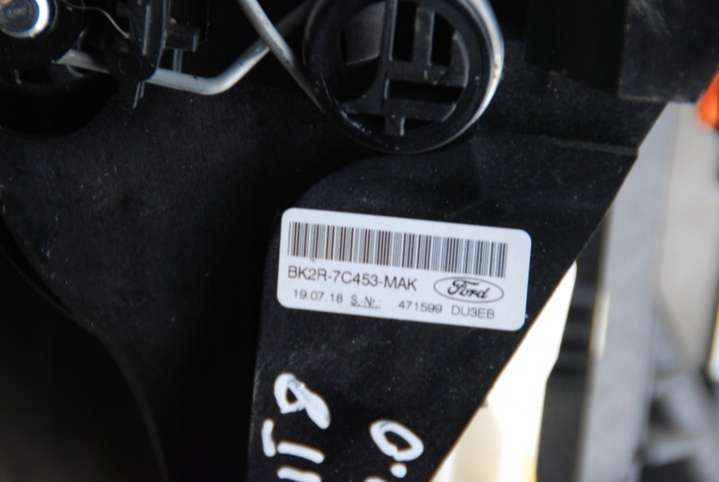 BK2R-7C453-MAK
Ford
19.07.18 S.-Nr.: 471599 DU3EB